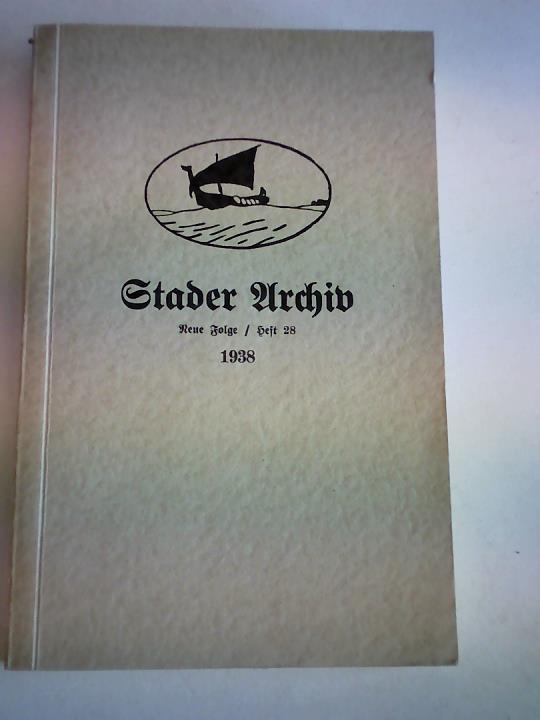 Stader Archiv
Neue Folge / Heft 28
1938